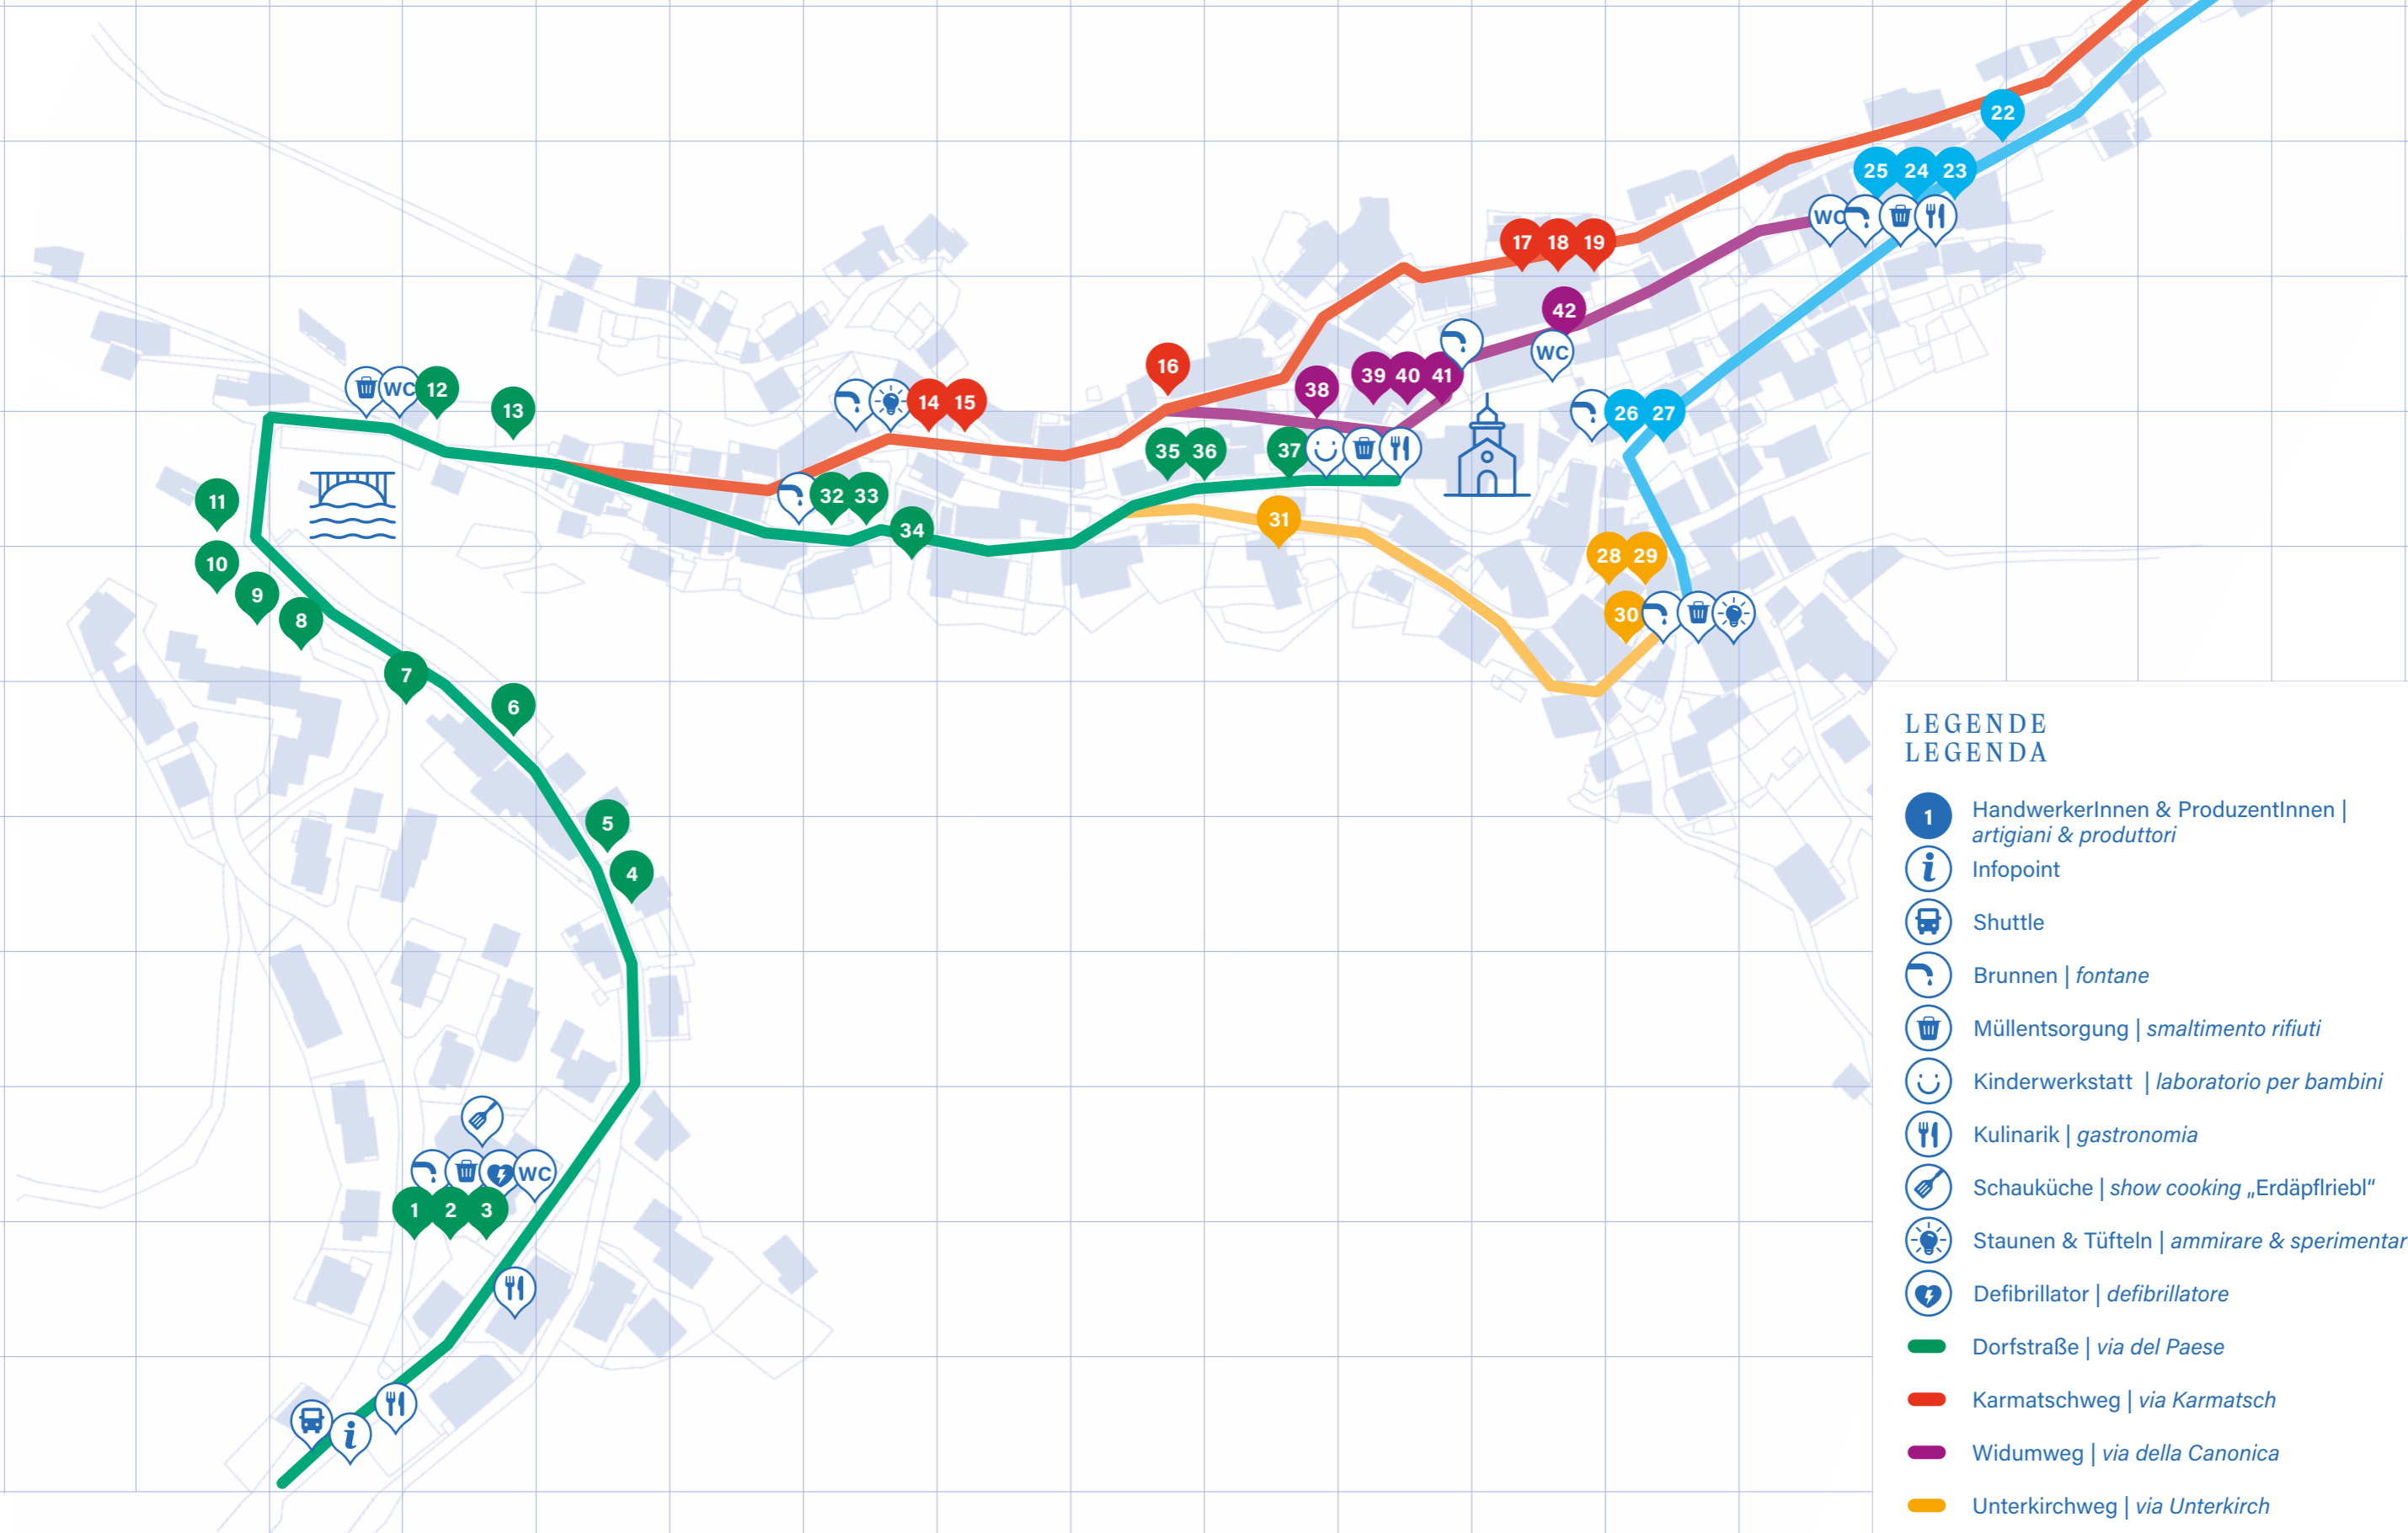 22
25 24 23
WC
17 18 19
42
WC
16
38
39 40 41
WC 12
13
14 15
26 27
35 36
37
11
32 33
31
34
10
28 29
9
8
30
7
6
LEGENDE
LEGENDA
5
4
1 HandwerkerInnen & ProduzentInnen |
artigiani & produttori
i Infopoint
Shuttle
Brunnen | fontane
Müllentsorgung | smaltimento rifiuti
Kinderwerkstatt | laboratorio per bambini
Kulinarik | gastronomia
Schauküche | show cooking „Erdäpflriebl“
Staunen & Tüfteln | ammirare & sperimentar
Defibrillator | defibrillatore
Dorfstraße | via del Paese
Karmatschweg | via Karmatsch
Widumweg | via della Canonica
Unterkirchweg | via Unterkirch
WC
1 2 3
i